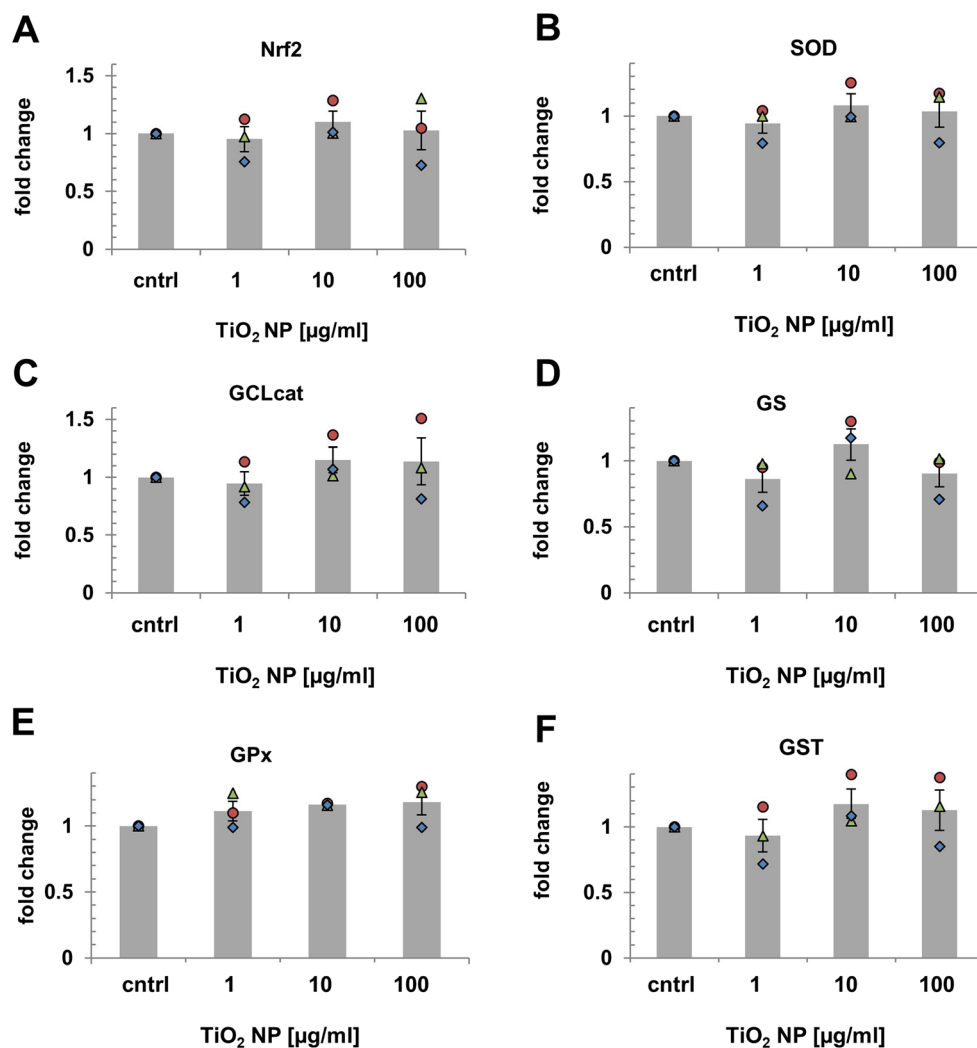 A
Nrf2
fold change
1.5
1
0.5
0
cntrl 1 10 100
TiO₂ NP [µg/ml]
B
SOD
fold change
1
0.5
0
cntrl 1 10 100
TiO₂ NP [µg/ml]
C
GCLcat
fold change
1.5
1
0.5
0
cntrl 1 10 100
TiO₂ NP [µg/ml]
D
GS
fold change
1
0.5
0
cntrl 1 10 100
TiO₂ NP [µg/ml]
E
GPx
fold change
1
0.5
0
cntrl 1 10 100
TiO₂ NP [µg/ml]
F
GST
fold change
1
0.5
0
cntrl 1 10 100
TiO₂ NP [µg/ml]